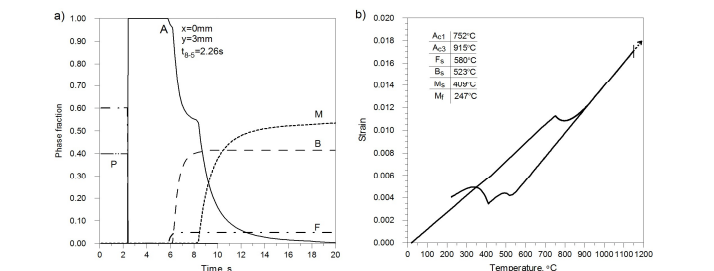 a)
1.00
0.90
0.80
0.70
0.60
0.50
0.40
0.30
0.20
0.10
0.00
Phase fraction
A
x=0mm
y=3mm
t8-5=2.26s
P
M
B
F
0 2 4 6 8 10 12 14 16 18 20
Time, s
b)
0.020
0.018
0.016
0.014
0.012
0.010
0.008
0.006
0.004
0.002
0.000
Strain
Ac1 752°C
Ac3 915°C
Fs 580°C
Bs 523°C
Ms 409°C
Mf 247°C
0 100 200 300 400 500 600 700 800 900 1000 1100 1200
Temperature, °C